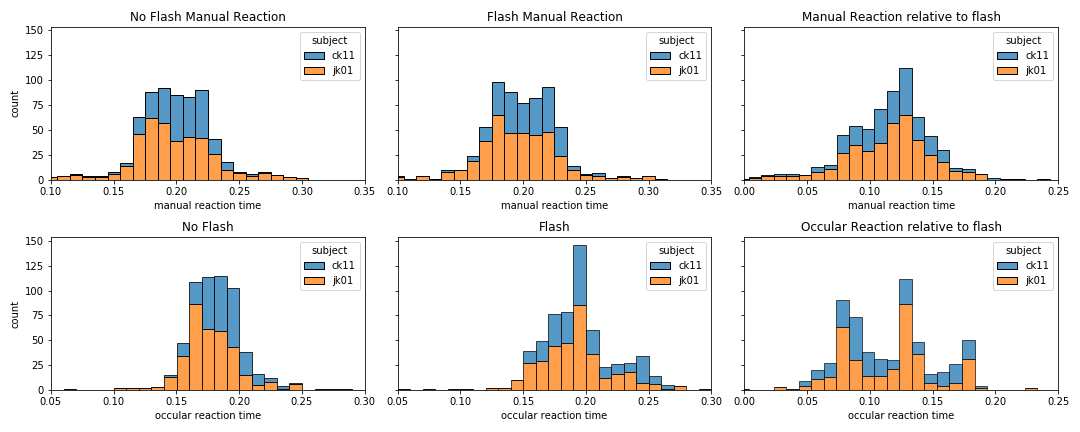 No Flash Manual Reaction
Flash Manual Reaction
Manual Reaction relative to flash
150
125
100
75
50
25
0
count
subject
ck11
jk01
subject
ck11
jk01
subject
ck11
jk01
0.10 0.15 0.20 0.25 0.30 0.35
0.10 0.15 0.20 0.25 0.30 0.35
0.00 0.05 0.10 0.15 0.20 0.25
manual reaction time
manual reaction time
manual reaction time
No Flash
Flash
Occular Reaction relative to flash
150
125
100
75
50
25
0
count
subject
ck11
jk01
subject
ck11
jk01
subject
ck11
jk01
0.05 0.10 0.15 0.20 0.25 0.30
0.05 0.10 0.15 0.20 0.25 0.30
0.00 0.05 0.10 0.15 0.20 0.25
occular reaction time
occular reaction time
occular reaction time